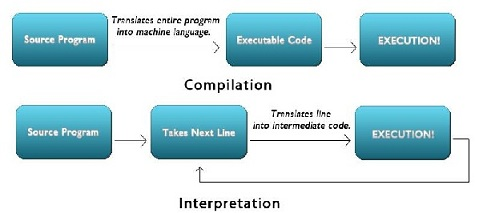 Source Program
Translates entire program
into machine language.
Executable Code
EXECUTION!
Compilation
Source Program
Takes Next Line
Translates line
into intermediate code.
EXECUTION!
Interpretation